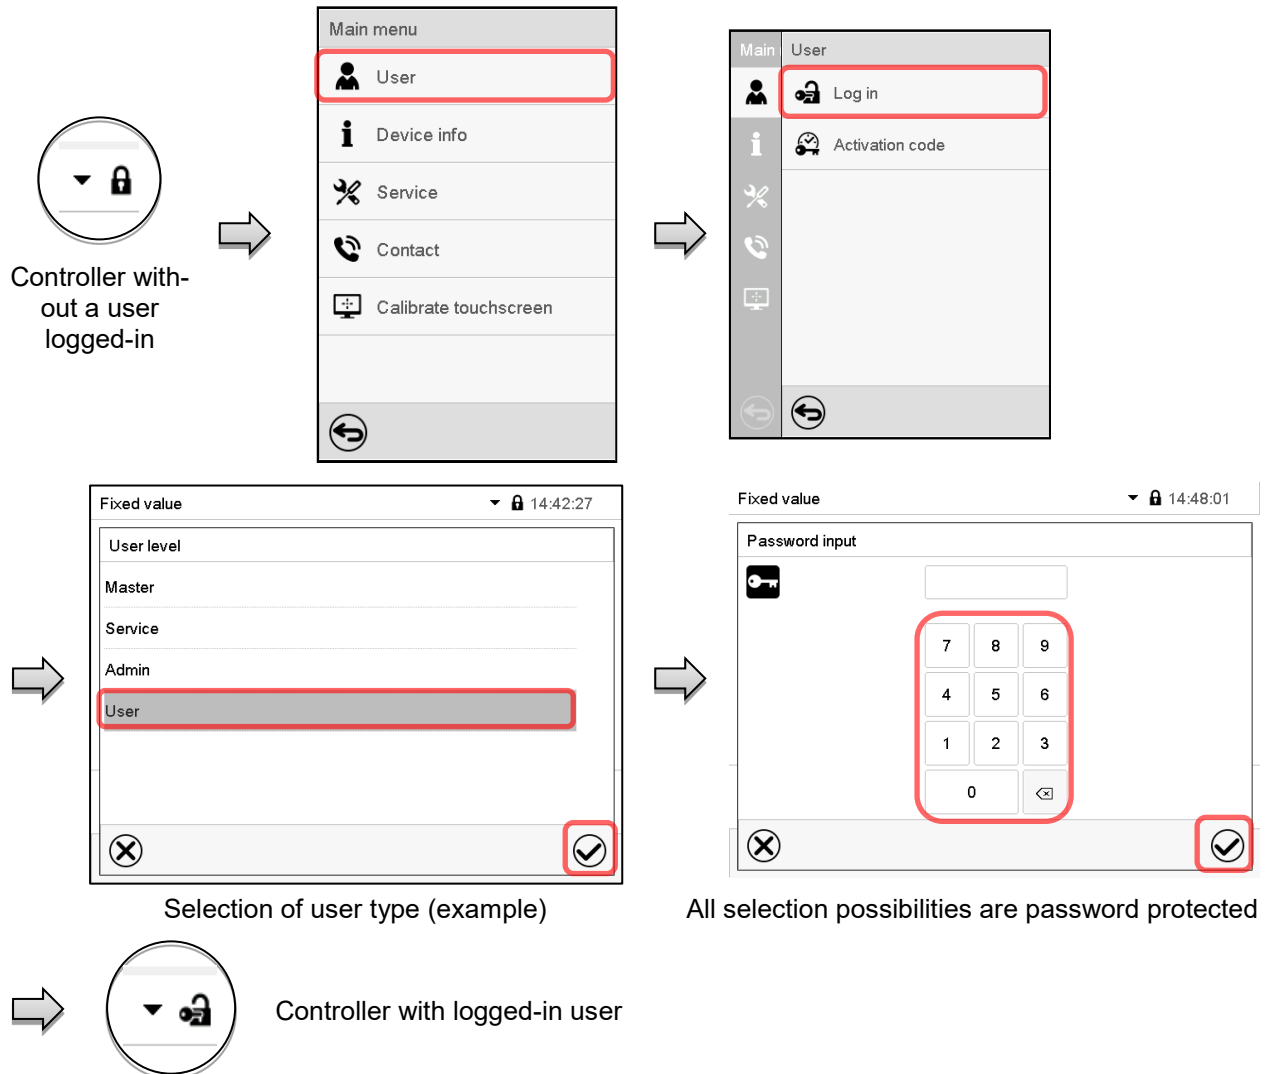 Main menu
User
Device info
Service
Contact
Calibrate touchscreen
Main
User
Log in
Activation code
Controller with-
out a user
logged-in
Fixed value 14:42:27
User level
Master
Service
Admin
User
Selection of user type (example)
Fixed value 14:48:01
Password input
7 8 9
4 5 6
1 2 3
0
All selection possibilities are password protected
Controller with logged-in user